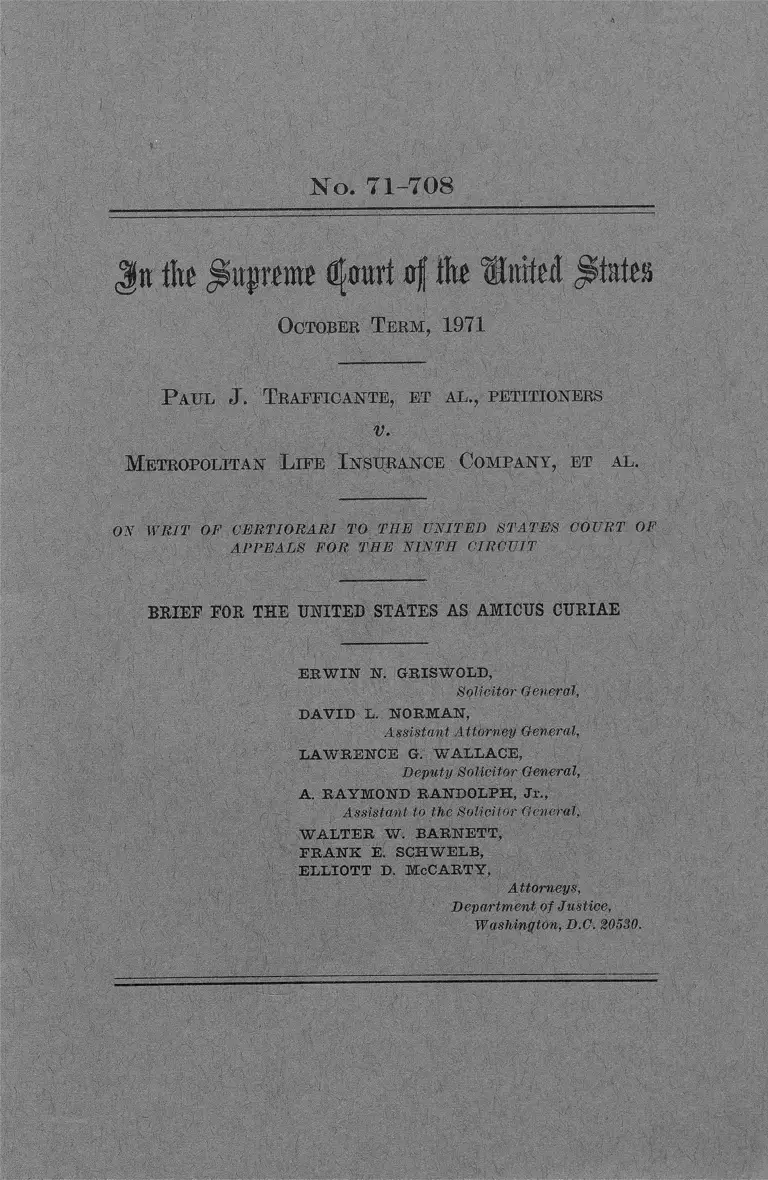 No. 71-708
In the Supreme Court of the United States
OCTOBER TERM, 1971
PAUL J. TRAFFICANTE, ET AL., PETITIONERS
v.
METROPOLITAN LIFE INSURANCE COMPANY, ET AL.
ON WRIT OF CERTIORARI TO THE UNITED STATES COURT OF
APPEALS FOR THE NINTH CIRCUIT
BRIEF FOR THE UNITED STATES AS AMICUS CURIAE
ERWIN N. GRISWOLD,
Solicitor General,
DAVID L. NORMAN,
Assistant Attorney General,
LAWRENCE G. WALLACE,
Deputy Solicitor General,
A. RAYMOND RANDOLPH, Jr.,
Assistant to the Solicitor General,
WALTER W. BARNETT,
FRANK E. SCHWELB,
ELLIOTT D. McCARTY,
Attorneys,
Department of Justice,
Washington, D.C. 20530.